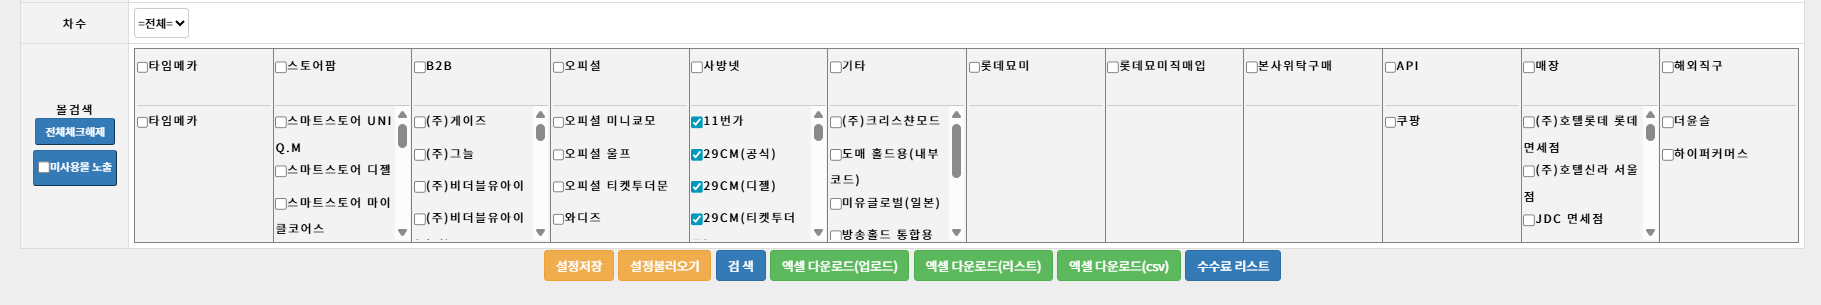 차수
=전체=
몰검색
전체체크해제
미사용몰 노출
타임메카
스토어팜
B2B
오피셜
사방넷
기타
롯데묘미
롯데묘미직매입
본사위탁구매
API
매장
해외직구
타임메카
스마트스토어 UNI
Q.M
스마트스토어 디젤
스마트스토어 마이
클코어스
(주)게이즈
(주)그늘
(주)비더블유아이
(주)비더블유아이
오피셜 미니쿄모
오피셜 울프
오피셜 티켓투더문
와디즈
11번가
29CM(공식)
29CM(디젤)
29CM(티켓투더
(주)크리스챤모드
도매 홀드용(내부
코드)
미유글로벌(일본)
방송홀드 통합용
쿠팡
(주)호텔롯데 롯데
면세점
(주)호텔신라 서울
점
JDC 면세점
더윤슬
하이퍼커머스
설정저장
설정불러오기
검 색
엑셀 다운로드(업로드)
엑셀 다운로드(리스트)
엑셀 다운로드(csv)
수수료 리스트